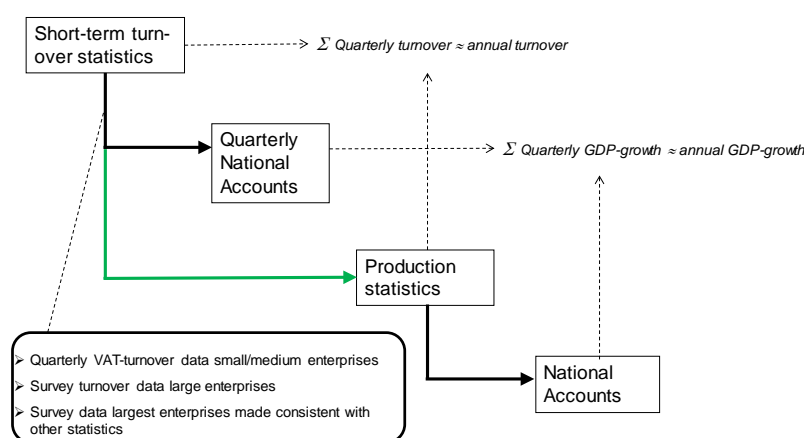 Short-term turn-
over statistics
Σ Quarterly turnover ≈ annual turnover
Quarterly
National
Accounts
Σ Quarterly GDP-growth ≈ annual GDP-growth
Production
statistics
➢ Quarterly VAT-turnover data small/medium enterprises
➢ Survey turnover data large enterprises
➢ Survey data largest enterprises made consistent with
other statistics
National
Accounts